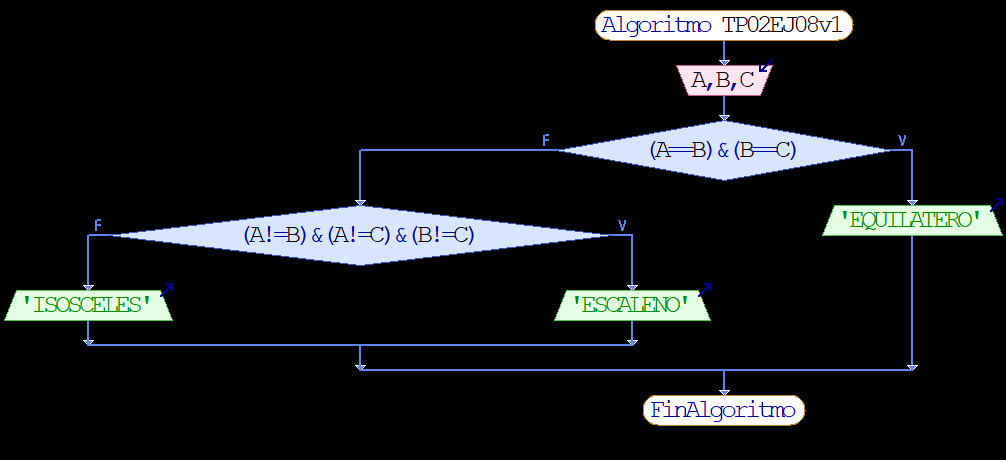 Algoritmo TP02EJ08v1
A,B,C
F
V
(A==B)&(B==C)
'EQUILATERO'
F
V
(A!=B)&(A!=C)&(B!=C)
'ISOSCELES'
'ESCALENO'
FinAlgoritmo